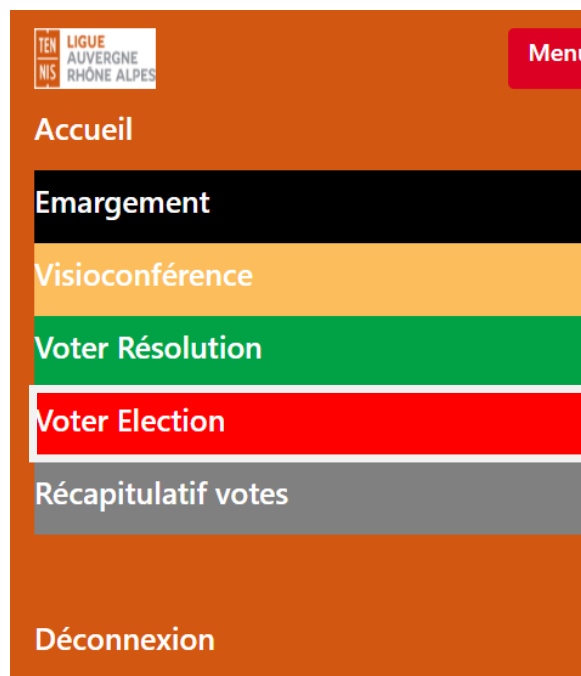 TEN
NIS
LIGUE
AUVERGNE
RHÔNE ALPES
Menu
Accueil
Emargement
Visioconférence
Voter Résolution
Voter Election
Récapitulatif votes
Déconnexion